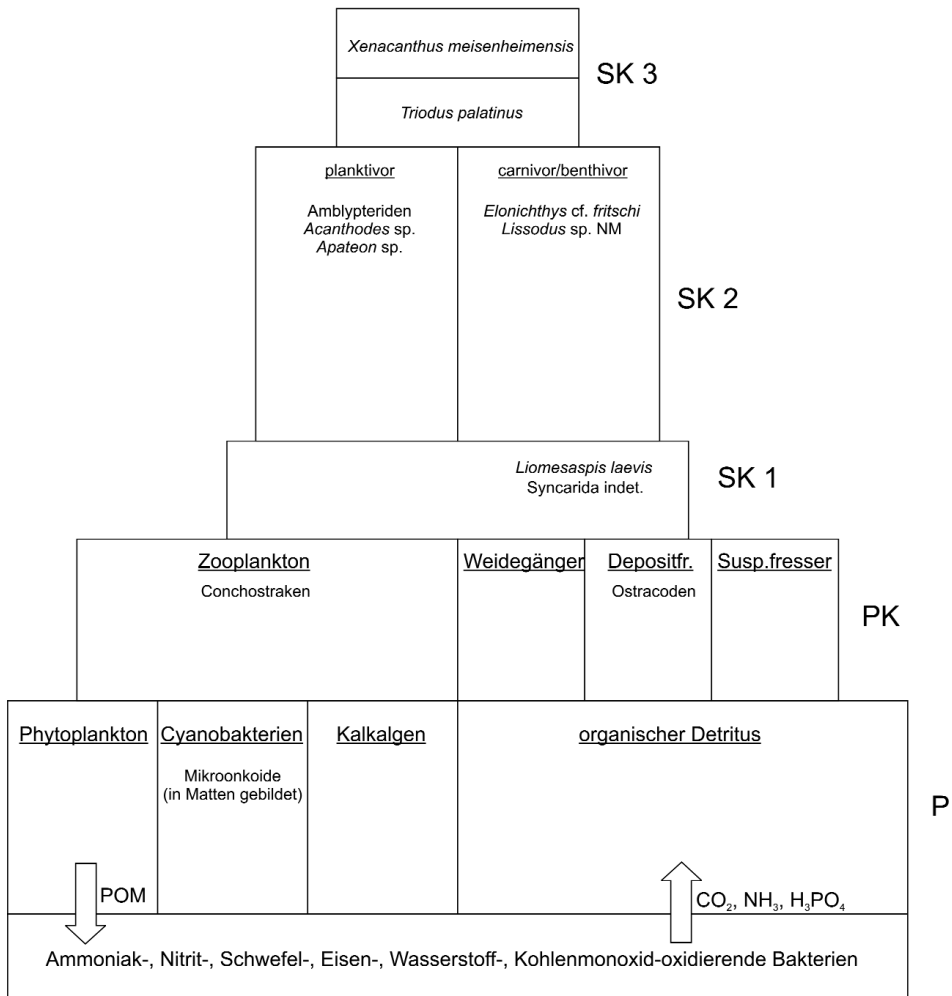 Xenacanthus meisenheimensis
SK 3
Triodus palatinus
planktivor
Amblypteriden
Acanthodes sp.
Apateon sp.
carnivor/benthivor
Elonichthys cf. fritschi
Lissodus sp. NM
SK 2
Liomesaspis laevis
Syncarida indet.
SK 1
Zooplankton
Conchostraken
Weidegänger
Depositfr.
Ostracoden
Susp.fresser
PK
Phytoplankton
Cyanobakterien
Mikroonkoide
(in Matten gebildet)
Kalkalgen
organischer Detritus
P
POM
CO₂, NH₃, H₃PO₄
Ammoniak-, Nitrit-, Schwefel-, Eisen-, Wasserstoff-, Kohlenmonoxid-oxidierende Bakterien